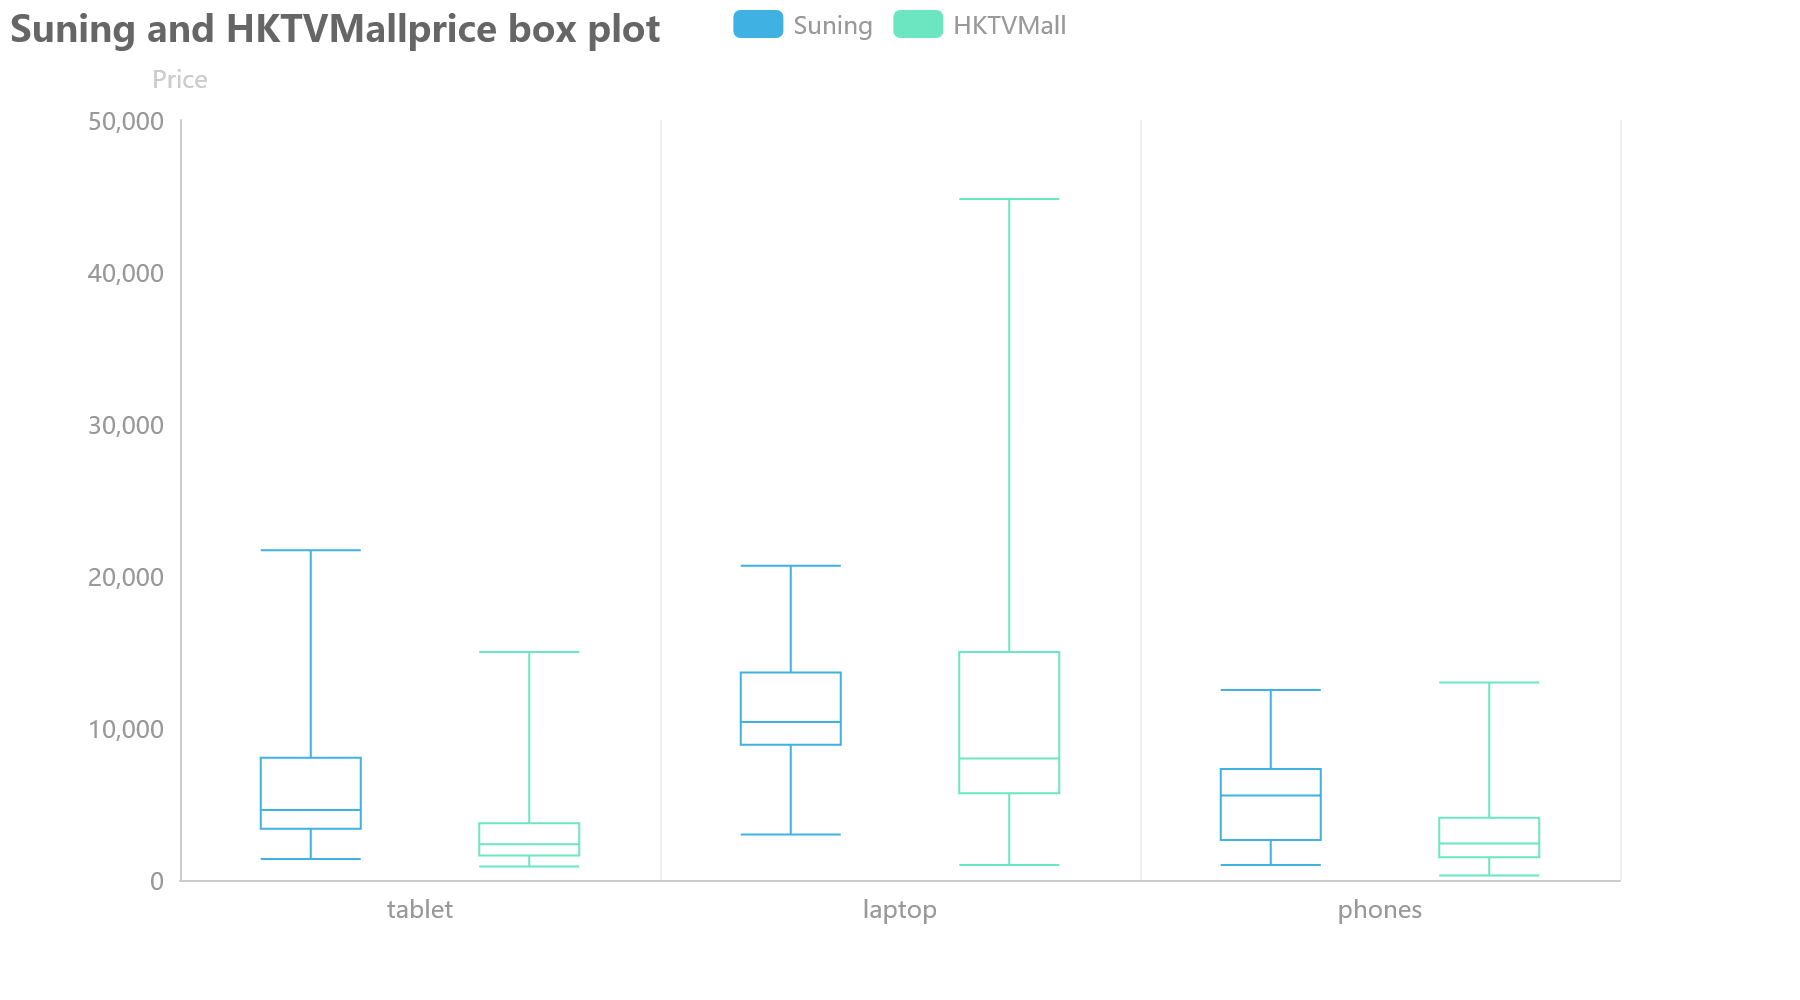 Suning and HKTVMallprice box plot
Suning
HKTVMall
Price
50,000
40,000
30,000
20,000
10,000
0
tablet
laptop
phones